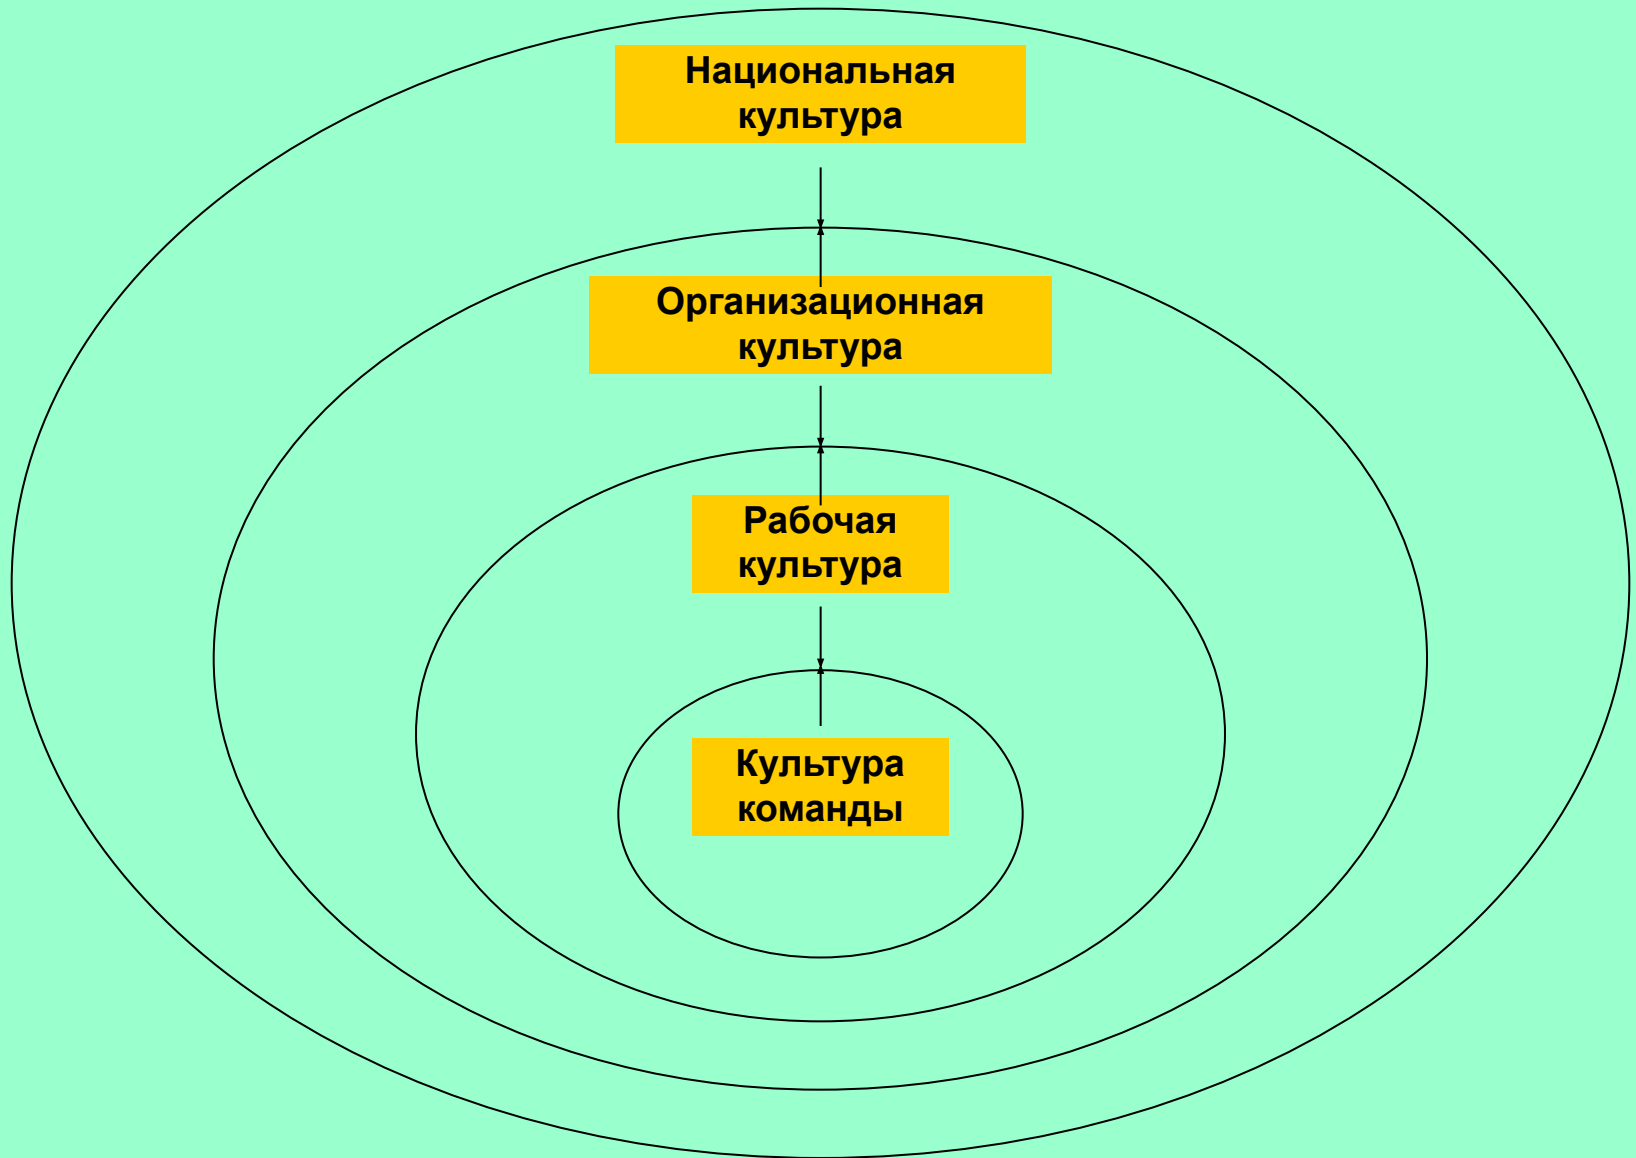 Национальная
культура
Организационная
культура
Рабочая
культура
Культура
команды